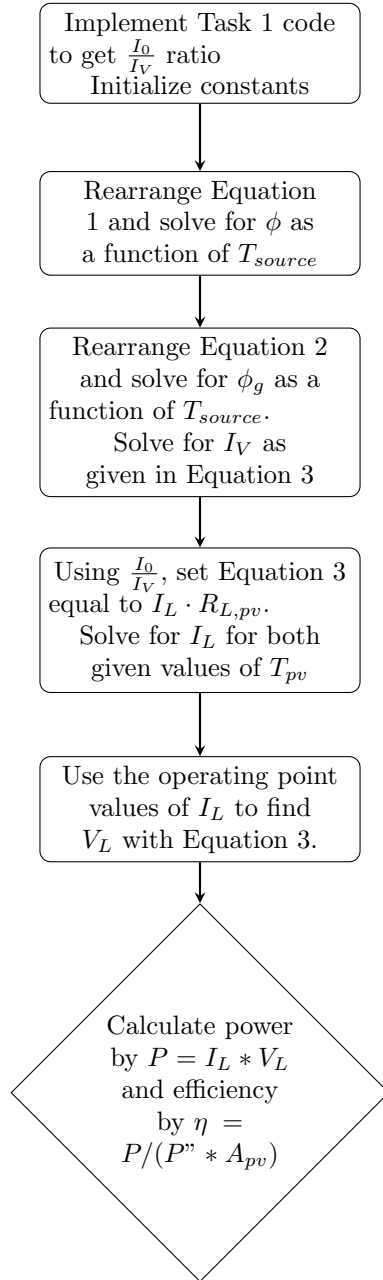 Implement Task 1 code
to get I_0/I_V ratio
Initialize constants
Rearrange Equation
1 and solve for ϕ as
a function of T_source
Rearrange Equation 2
and solve for ϕ_g as a
function of T_source.
Solve for I_V as
given in Equation 3
Using I_0/I_V, set Equation 3
equal to I_L · R_L,pv.
Solve for I_L for both
given values of T_pv
Use the operating point
values of I_L to find
V_L with Equation 3.
Calculate power
by P = I_L * V_L
and efficiency
by η =
P/(P” * A_pv)